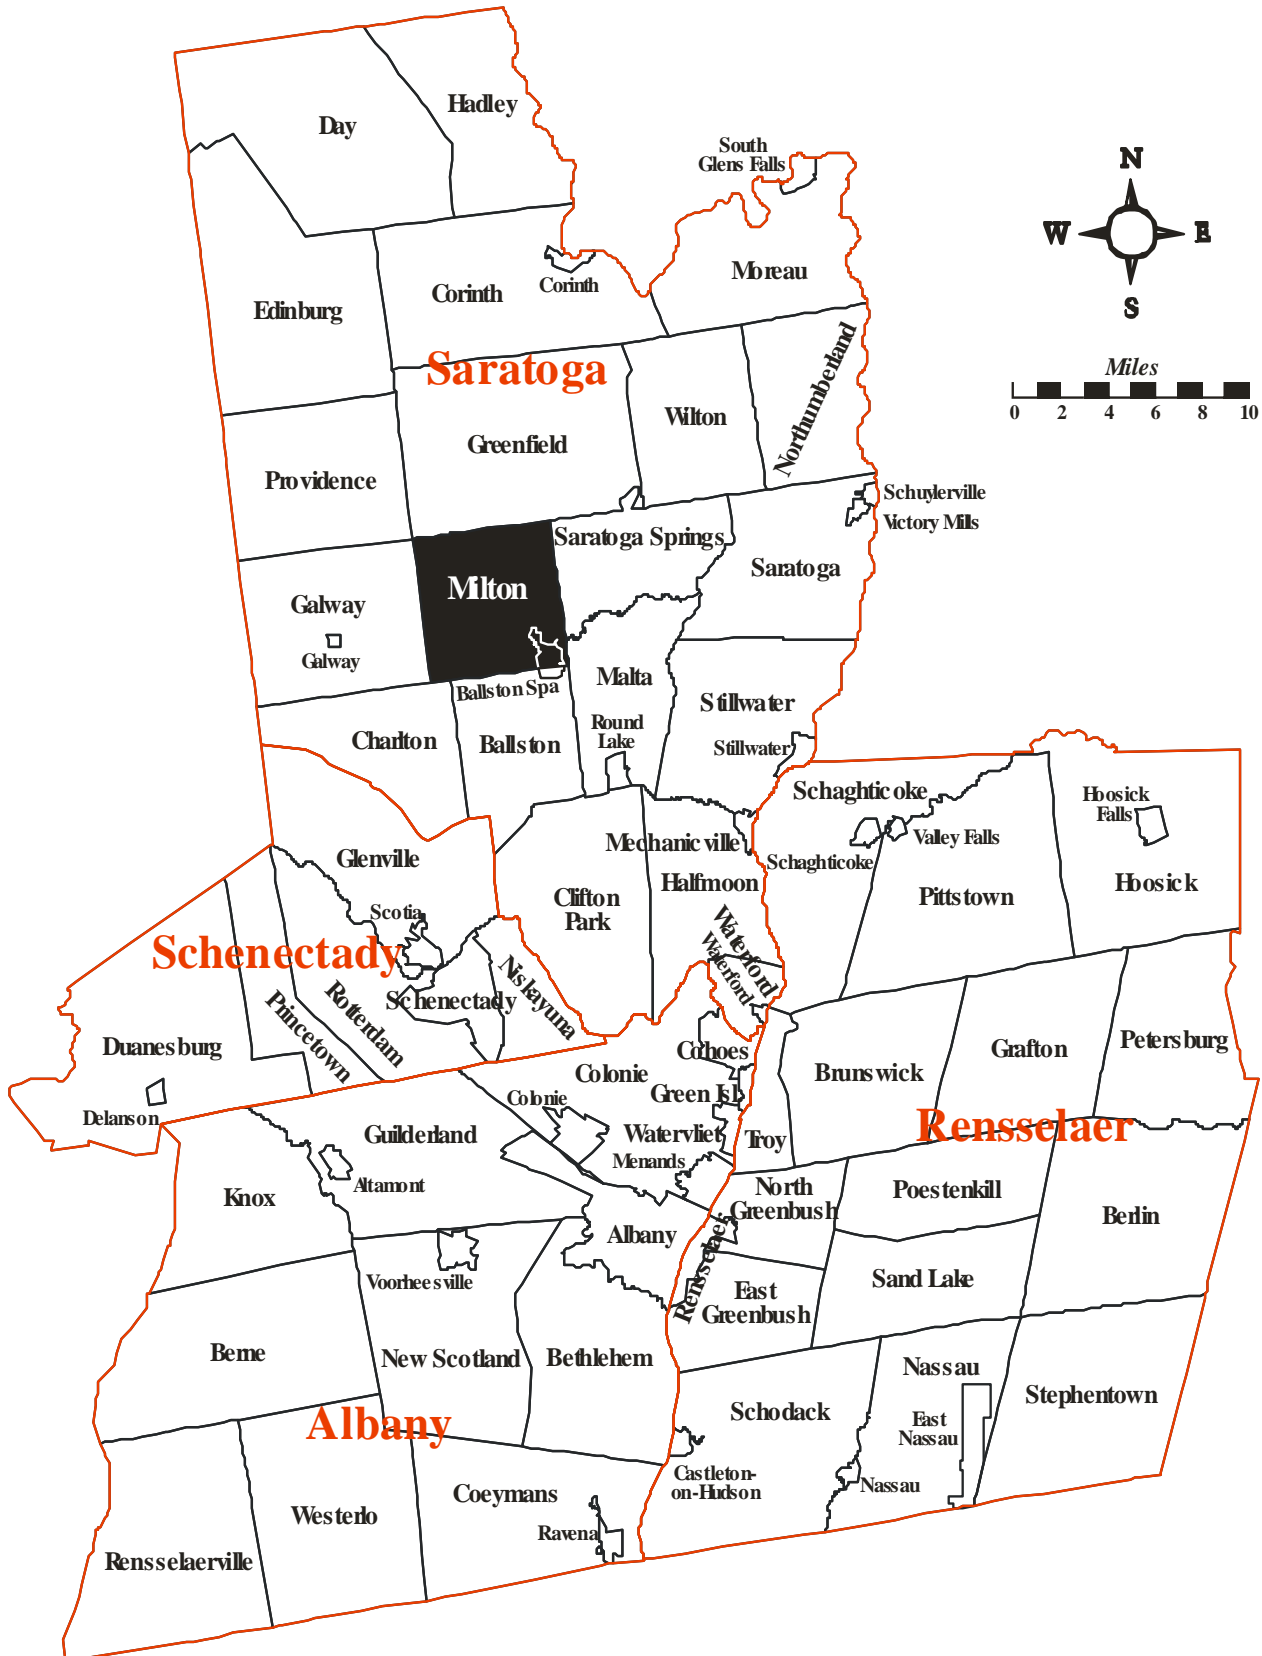 Hadley
Day
South
Glens Falls
N
W
E
S
Moreau
Corinth
Corinth
Edinburg
Northumberland
Miles
0 2 4 6 8 10
Saratoga
Wilton
Greenfield
Providence
Schuylerville
Victory Mills
Saratoga Springs
Saratoga
Milton
Galway
Galway
Malta
Ballston Spa
Stillwater
Round
Lake
Stillwater
Charlton
Ballston
Schaghticoke
Hoosick
Falls
Valley Falls
Mechanicville
Schaghticoke
Glenville
Halfmoon
Hoosick
Pittstown
Clifton
Park
Scotia
Waterford
Waterford
Schenectady
Niskayuna
Schenectady
Rotterdam
Princetown
Duanesburg
Cohoes
Grafton
Petersburg
Colonie
Brunswick
Green Isl.
Colonie
Delanson
Rensselaer
Guilderland
Watervliet
Troy
Menands
Altamont
Knox
North
Greenbush
Poestenkill
Berlin
Albany
Rensselaer
Voorheesville
Sand Lake
East
Greenbush
Berne
New Scotland
Bethlehem
Nassau
Stephentown
Schodack
Albany
East
Nassau
Castleton-
on-Hudson
Nassau
Coeymans
Westerlo
Ravena
Rensselaerville